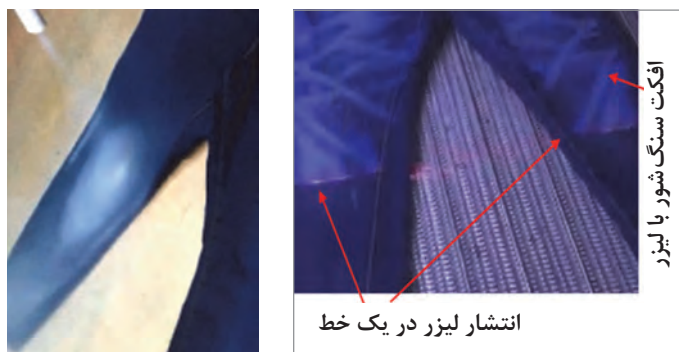 افکت سنگ شور با لیزر
انتشار لیزر در یک خط